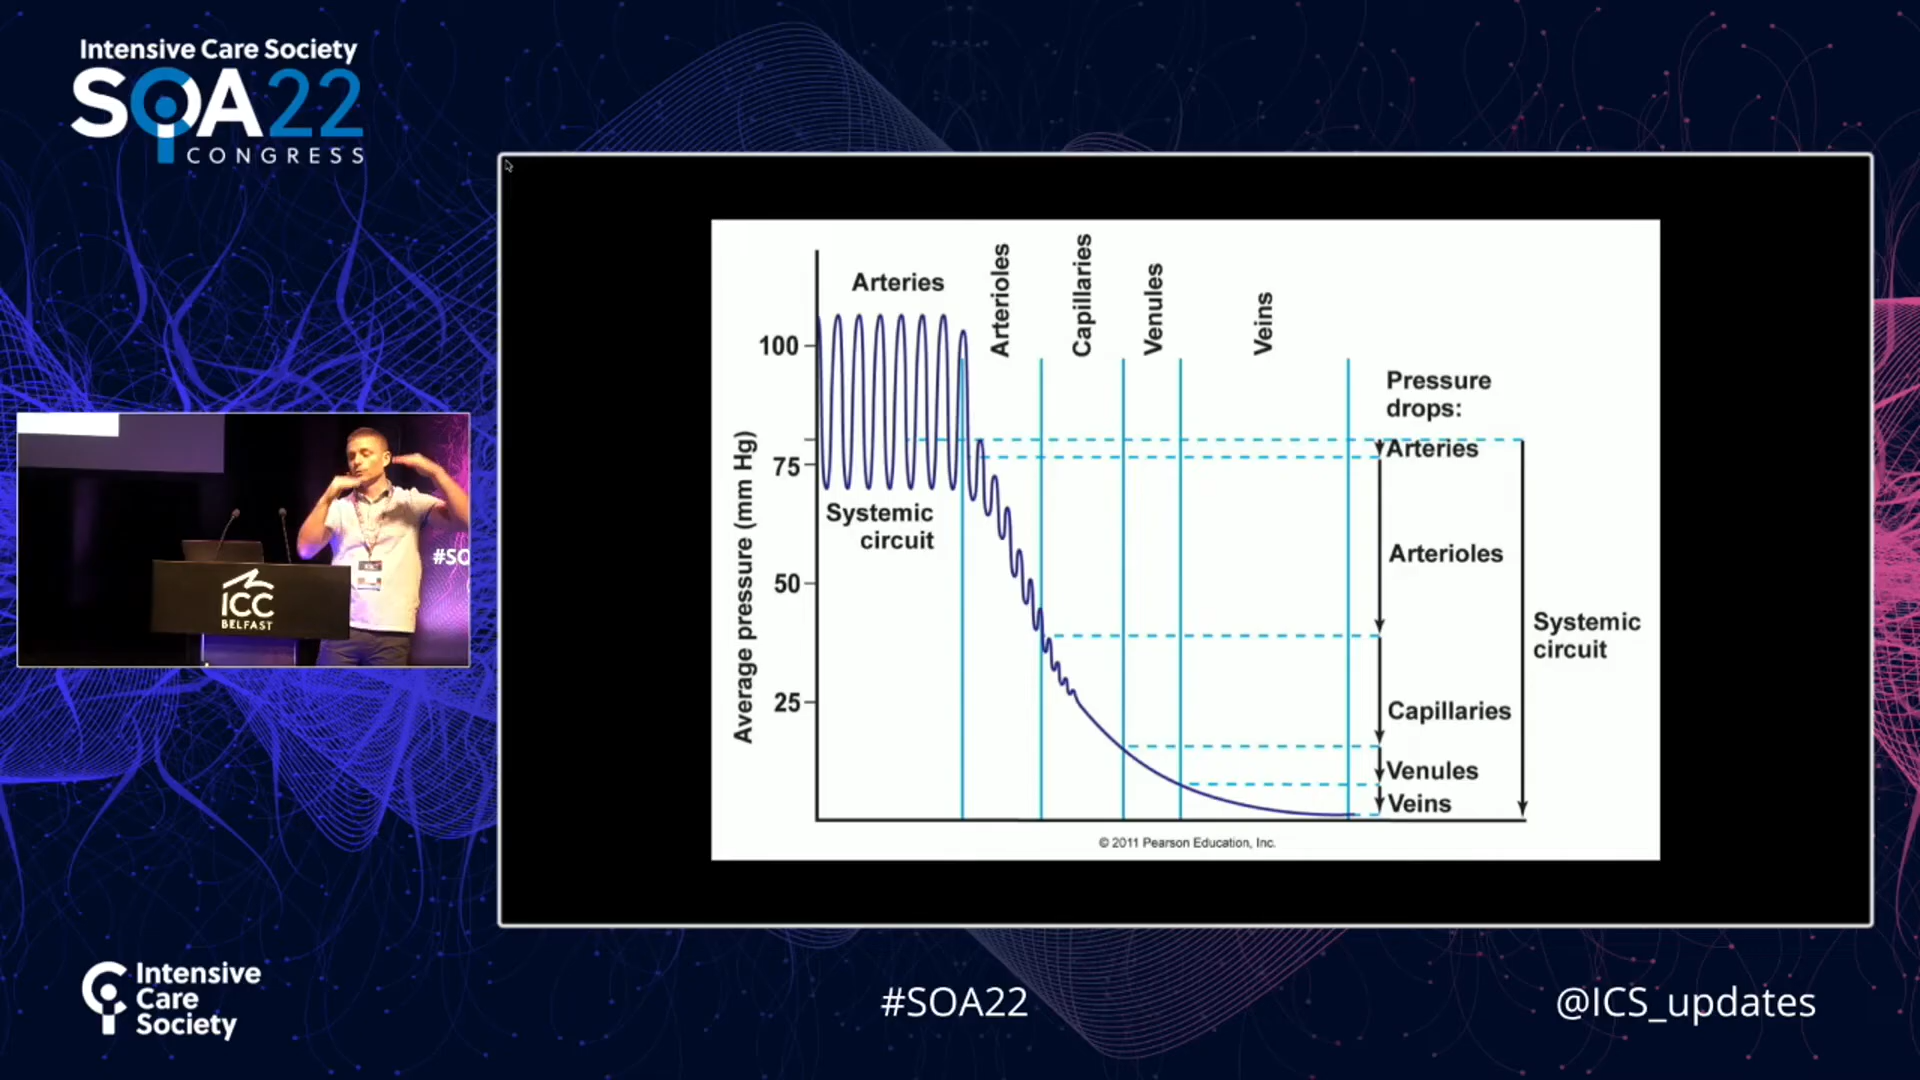 Intensive Care Society
SOA22
CONGRESS
Arteries
Arterioles
Capillaries
Venules
Veins
100
75
50
25
Average pressure (mm Hg)
Systemic
circuit
Pressure
drops:
Arteries
Arterioles
Capillaries
Venules
Veins
Systemic
circuit
© 2011 Pearson Education, Inc.
ICC
BELFAST
#SO
Intensive
Care
Society
#SOA22
@ICS_updates